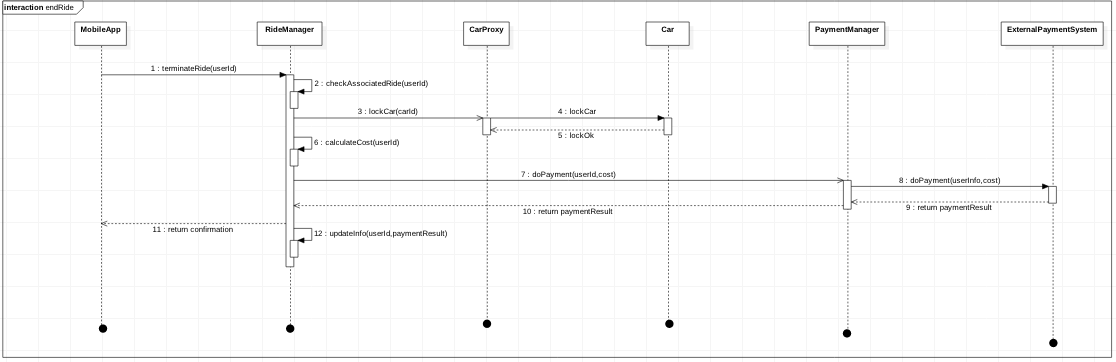 interaction endRide
MobileApp
RideManager
CarProxy
Car
PaymentManager
ExternalPaymentSystem
1 : terminateRide(userId)
2 : checkAssociatedRide(userId)
3 : lockCar(carId)
4 : lockCar
5 : lockOk
6 : calculateCost(userId)
7 : doPayment(userId,cost)
8 : doPayment(userInfo,cost)
9 : return paymentResult
10 : return paymentResult
11 : return confirmation
12 : updateInfo(userId,paymentResult)